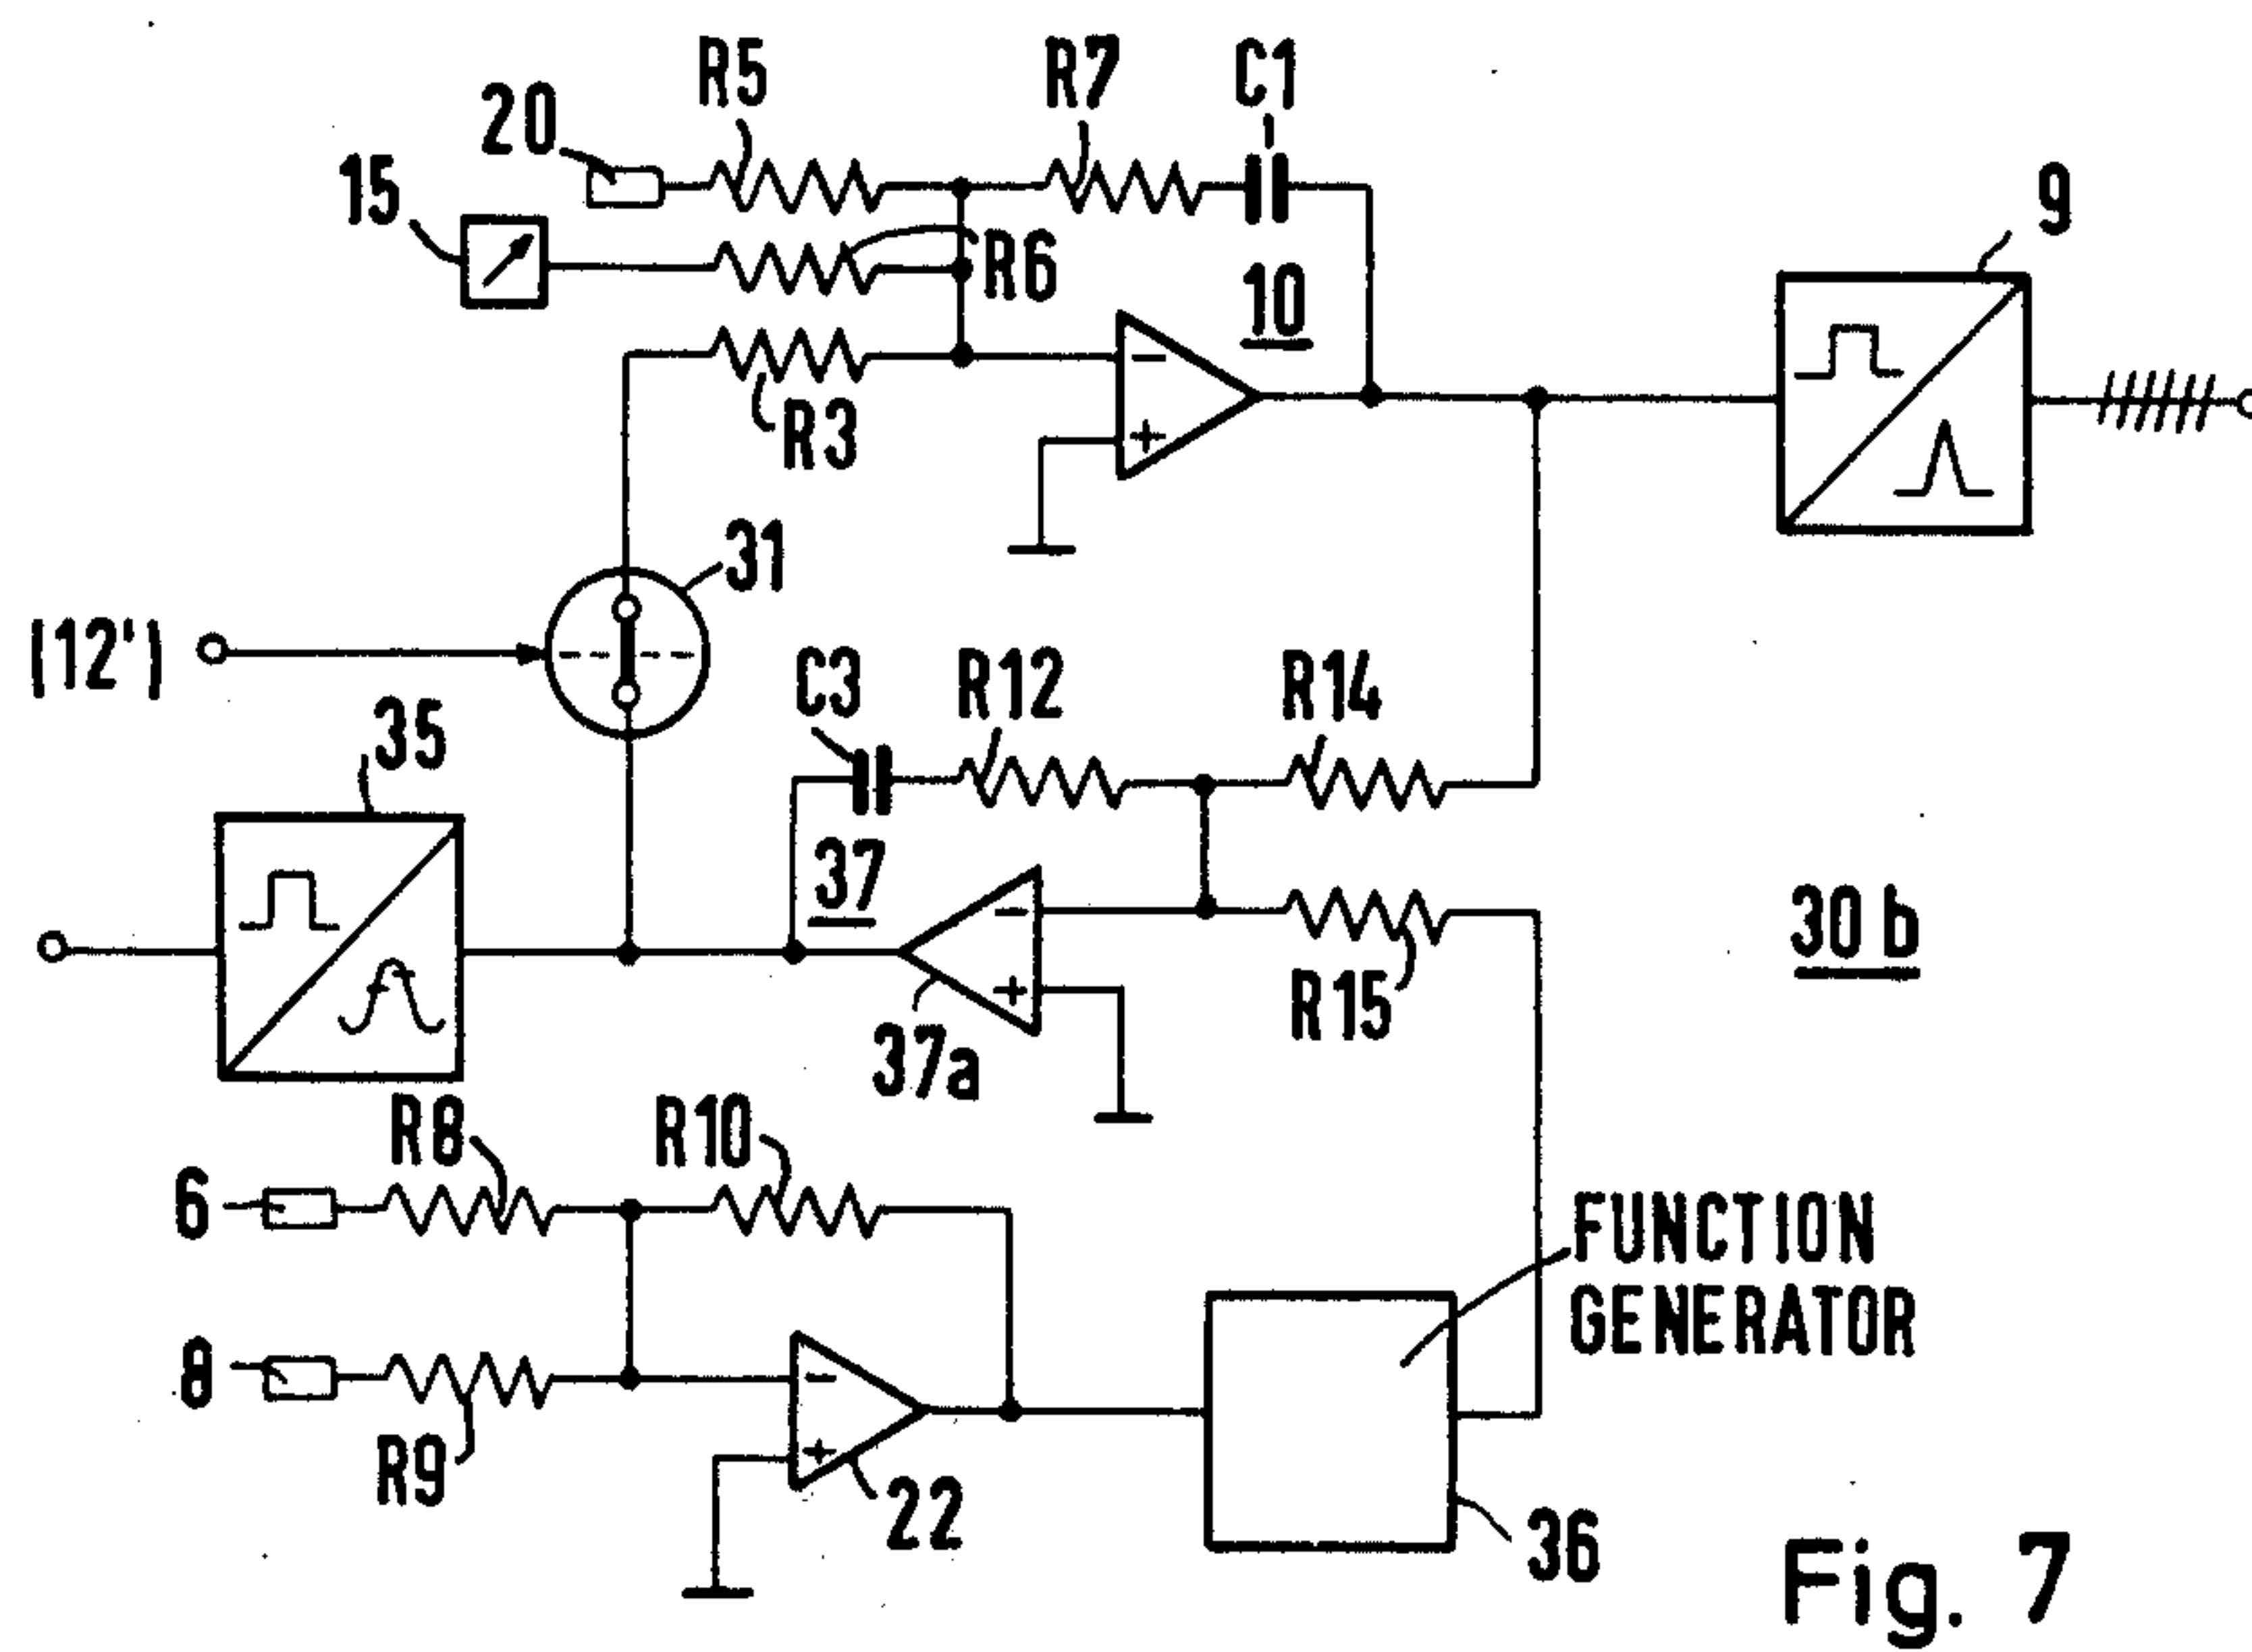 R5
R7
C1
20
15
9
R6
10
−
+
R3
31
(12')
C3
R12
R14
35
37
−
+
30 b
R15
37a
R8
R10
6
FUNCTION
GENERATOR
8
−
+
R9
22
36
Fig. 7